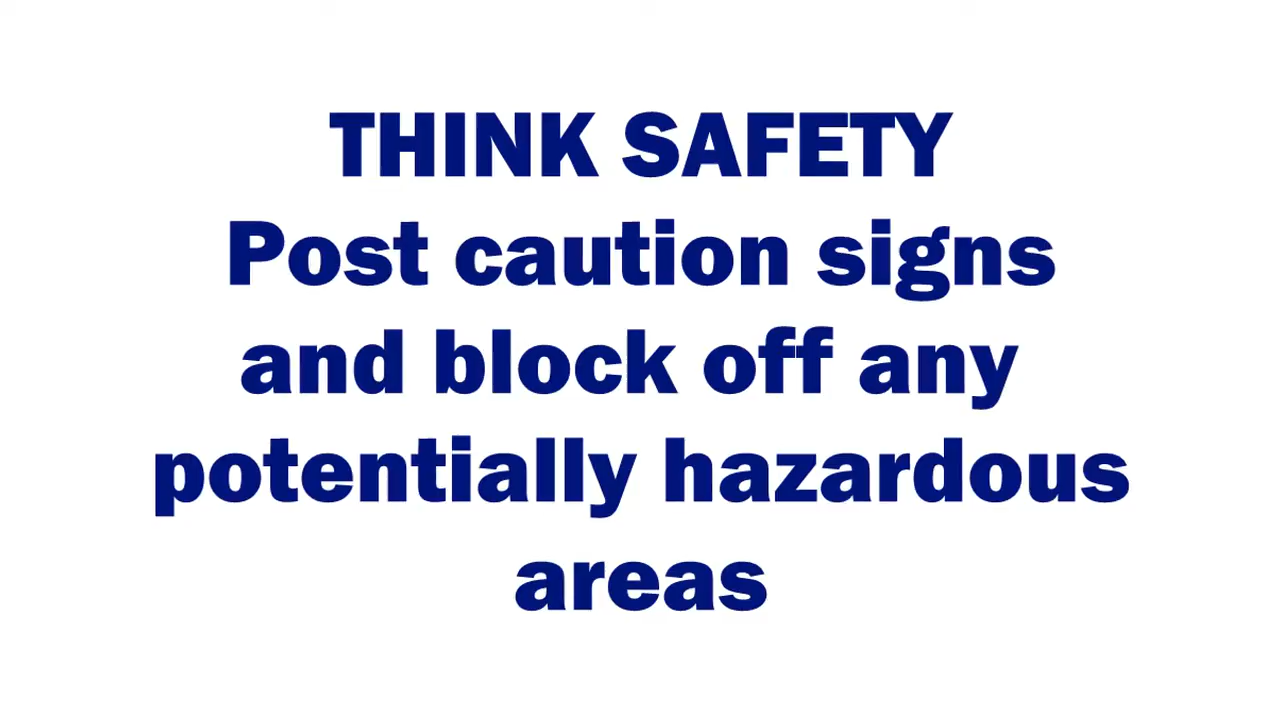 THINK SAFETY
Post caution signs
and block off any
potentially hazardous
areas